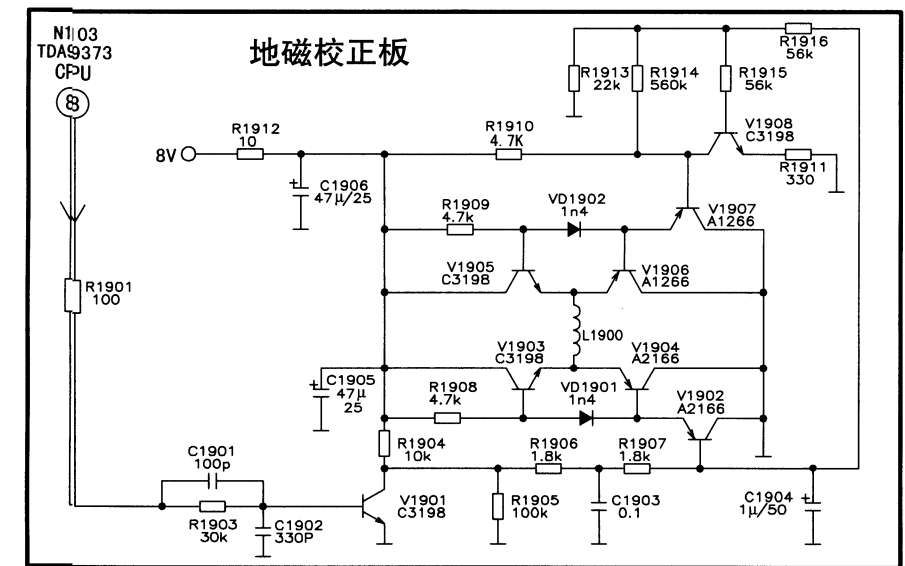 N1103
TDA9373
CPU
8
地磁校正板
R1916
56k
R1913
22k
R1914
560k
R1915
56k
V1908
C3198
R1912
10
R1910
4.7K
8V
R1911
330
C1906
47μ/25
R1909
4.7k
VD1902
1n4
V1907
A1266
R1901
100
V1905
C3198
V1906
A1266
L1900
V1903
C3198
V1904
A2166
C1905
47μ
25
R1908
4.7k
VD1901
1n4
V1902
A2166
R1904
10k
R1906
1.8k
R1907
1.8k
C1901
100p
V1901
C3198
R1905
100k
C1903
0.1
C1904
1μ/50
R1903
30k
C1902
330P